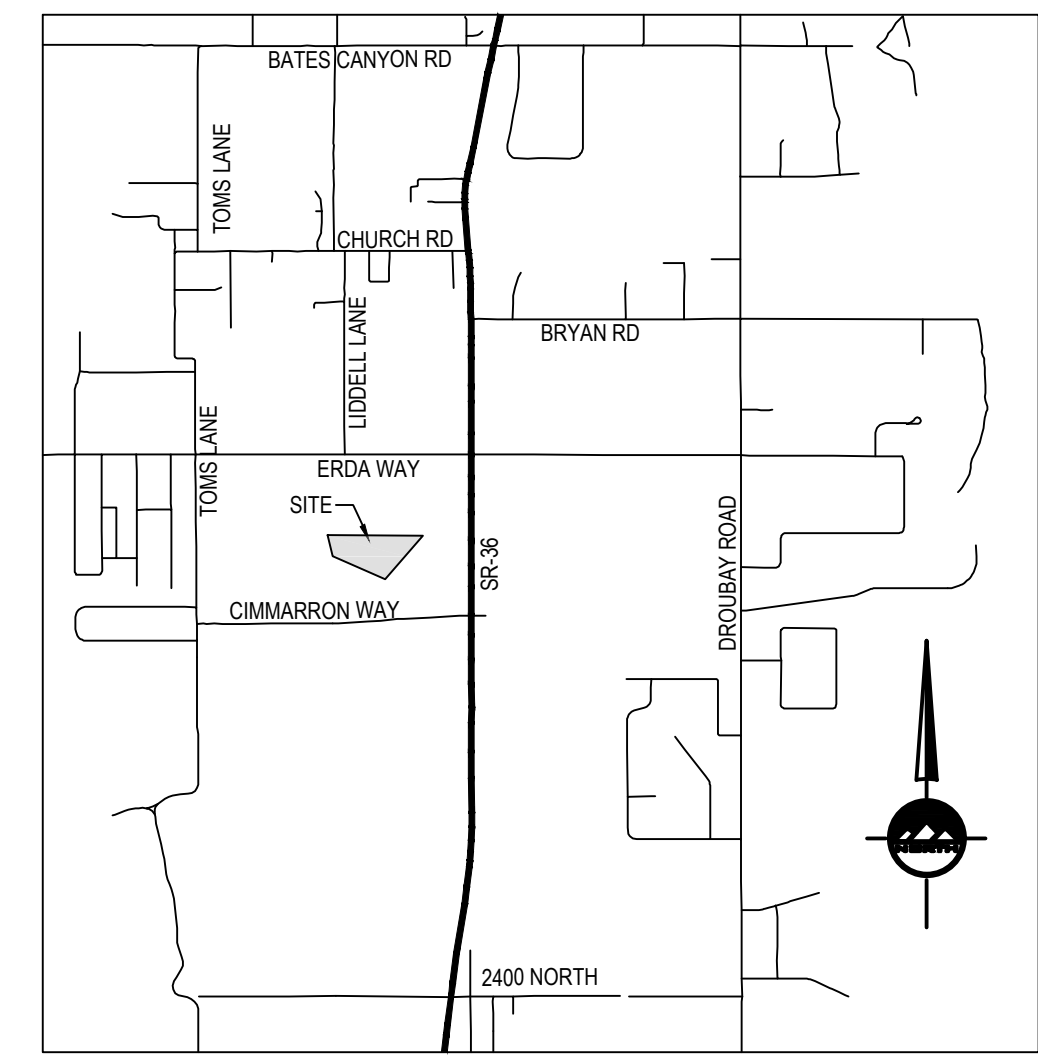 BATES CANYON RD
TOMS LANE
CHURCH RD
LIDDELL LANE
BRYAN RD
TOMS LANE
ERDA WAY
SITE
SR-36
DROUBAY ROAD
CIMMARRON WAY
NORTH
2400 NORTH